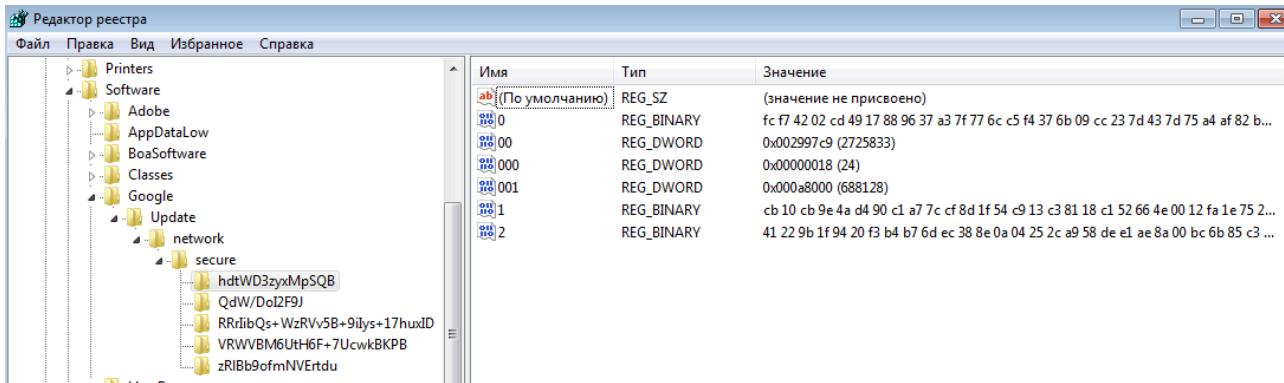 Редактор реестра
Файл Правка Вид Избранное Справка
Printers
Software
Adobe
AppDataLow
BoaSoftware
Classes
Google
Update
network
secure
hdtWD3zyxMpSQB
QdW/DoI2F9J
RRrIibQs+WzRVv5B+9iIys+17huxID
VRWVBM6UtH6F+7UcwkBKPB
zRlBb9ofmNVErtdu
Имя Тип Значение
(По умолчанию) REG_SZ (значение не присвоено)
0 REG_BINARY fc f7 42 02 cd 49 17 88 96 37 a3 7f 77 6c c5 f4 37 6b 09 cc 23 7d 43 7d 75 a4 af 82 b...
00 REG_DWORD 0x002997c9 (2725833)
000 REG_DWORD 0x00000018 (24)
001 REG_DWORD 0x000a8000 (688128)
1 REG_BINARY cb 10 cb 9e 4a d4 90 c1 a7 7c cf 8d 1f 54 c9 13 c3 81 18 c1 52 66 4e 00 12 fa 1e 75 2...
2 REG_BINARY 41 22 9b 1f 94 20 f3 b4 b7 6d ec 38 8e 0a 04 25 2c a9 58 de e1 ae 8a 00 bc 6b 85 c3 ...